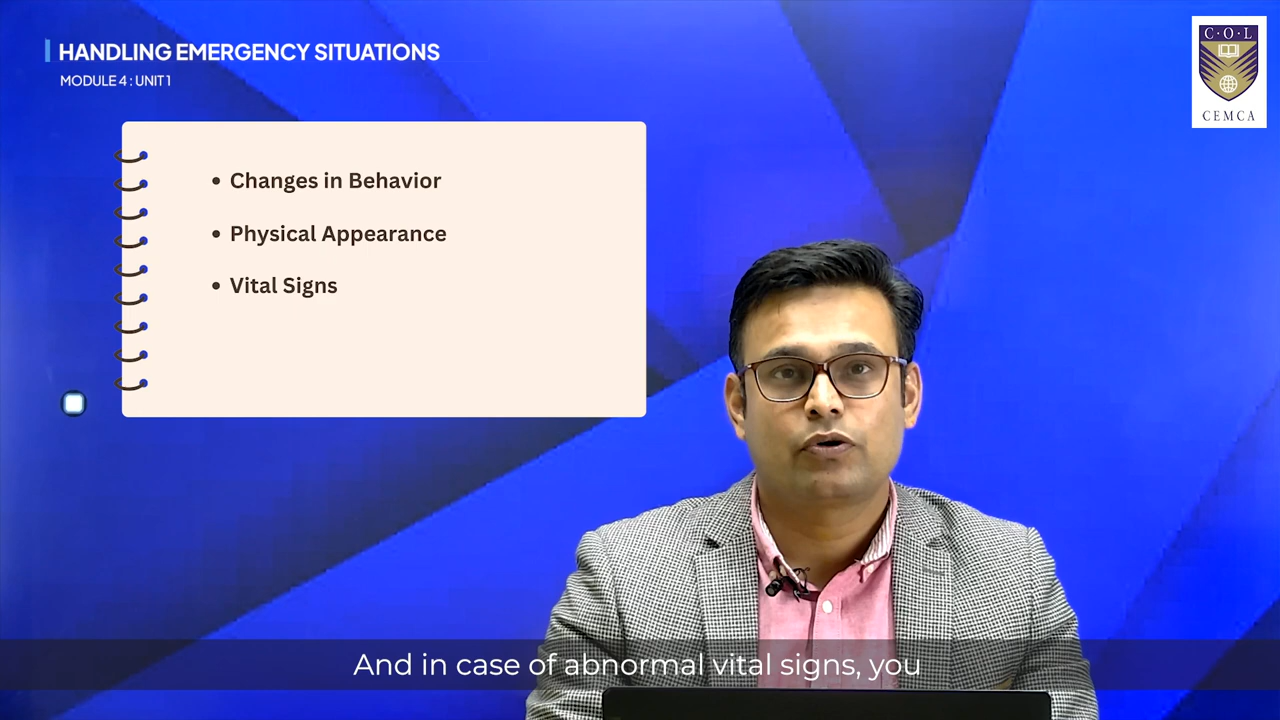 HANDLING EMERGENCY SITUATIONS
MODULE 4 : UNIT 1
C·O·L
CEMCA
• Changes in Behavior
• Physical Appearance
• Vital Signs
And in case of abnormal vital signs, you